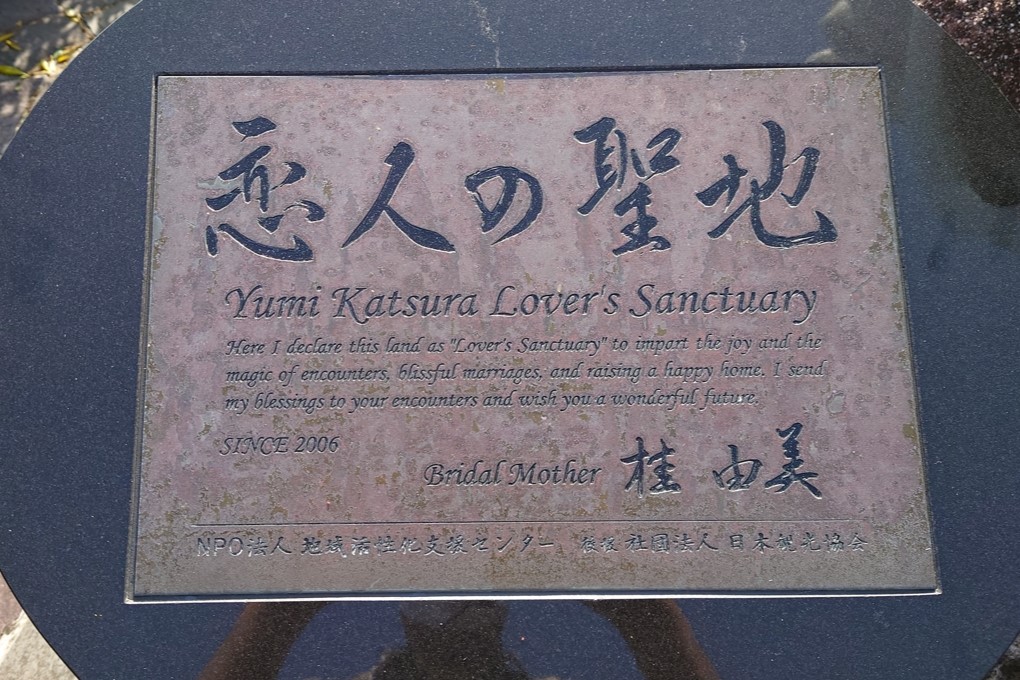 恋人の聖地
Yumi Katsura Lover's Sanctuary
Here I declare this land as "Lover's Sanctuary" to impart the joy and the
magic of encounters, blissful marriages, and raising a happy home. I send
my blessings to your encounters and wish you a wonderful future.
SINCE 2006
Bridal Mother 桂 由美
NPO法人 地域活性化支援センター 後援 社団法人 日本観光協会